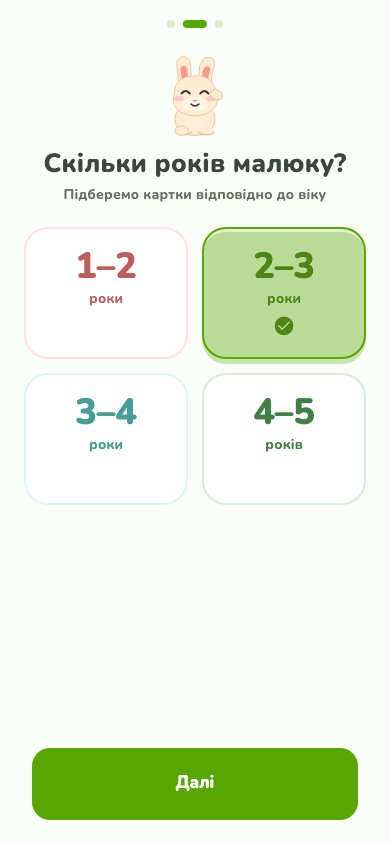 Скільки років малюку?
Підберемо картки відповідно до віку
1–2
роки
2–3
роки
3–4
роки
4–5
років
Далі